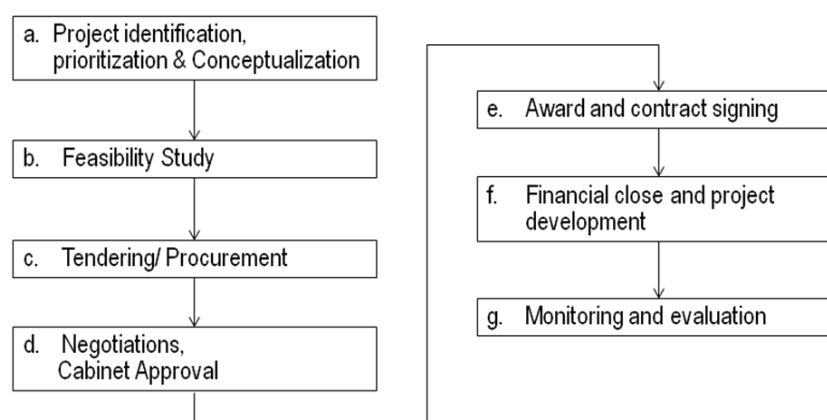 a. Project identification,
prioritization & Conceptualization
b. Feasibility Study
c. Tendering/ Procurement
d. Negotiations,
Cabinet Approval
e. Award and contract signing
f. Financial close and project
development
g. Monitoring and evaluation